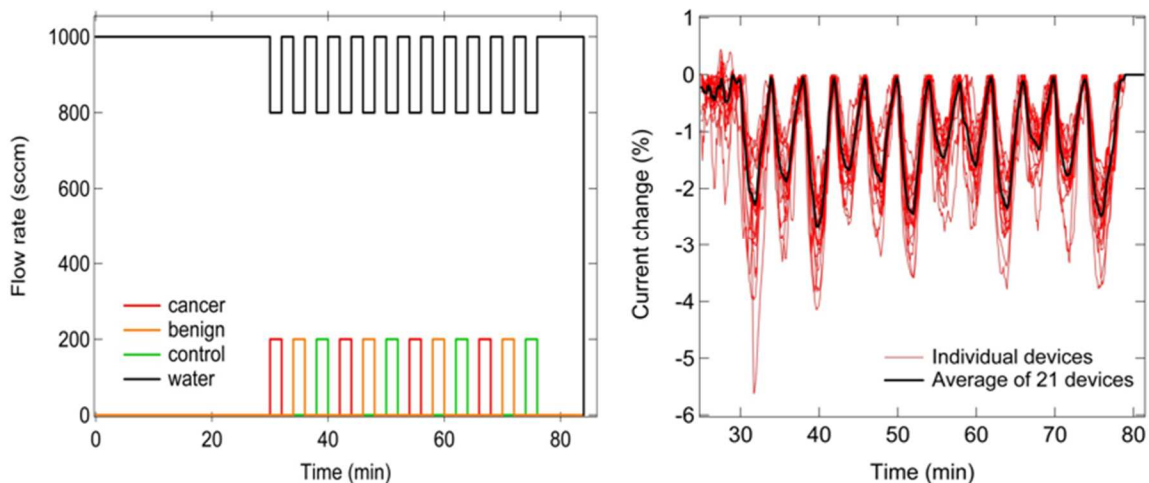 Flow rate (sccm)
1000
800
600
400
200
0
cancer
benign
control
water
0 20 40 60 80
Time (min)
Current change (%)
1
0
-1
-2
-3
-4
-5
-6
Individual devices
Average of 21 devices
30 40 50 60 70 80
Time (min)